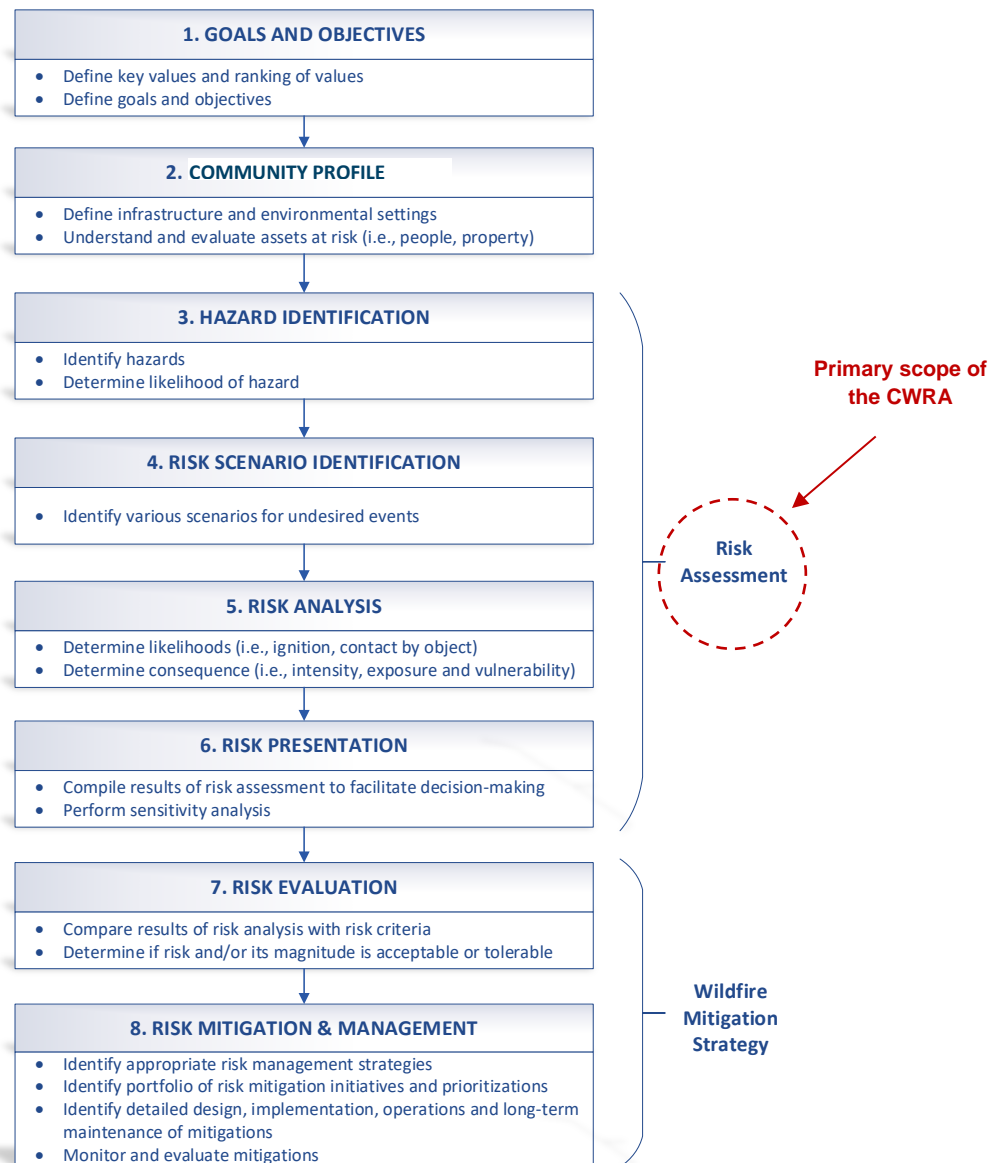 1. GOALS AND OBJECTIVES
• Define key values and ranking of values
• Define goals and objectives
2. COMMUNITY PROFILE
• Define infrastructure and environmental settings
• Understand and evaluate assets at risk (i.e., people, property)
3. HAZARD IDENTIFICATION
• Identify hazards
• Determine likelihood of hazard
4. RISK SCENARIO IDENTIFICATION
• Identify various scenarios for undesired events
5. RISK ANALYSIS
• Determine likelihoods (i.e., ignition, contact by object)
• Determine consequence (i.e., intensity, exposure and vulnerability)
6. RISK PRESENTATION
• Compile results of risk assessment to facilitate decision-making
• Perform sensitivity analysis
Primary scope of
the CWRA
Risk
Assessment
7. RISK EVALUATION
• Compare results of risk analysis with risk criteria
• Determine if risk and/or its magnitude is acceptable or tolerable
8. RISK MITIGATION & MANAGEMENT
• Identify appropriate risk management strategies
• Identify portfolio of risk mitigation initiatives and prioritizations
• Identify detailed design, implementation, operations and long-term
maintenance of mitigations
• Monitor and evaluate mitigations
Wildfire
Mitigation
Strategy